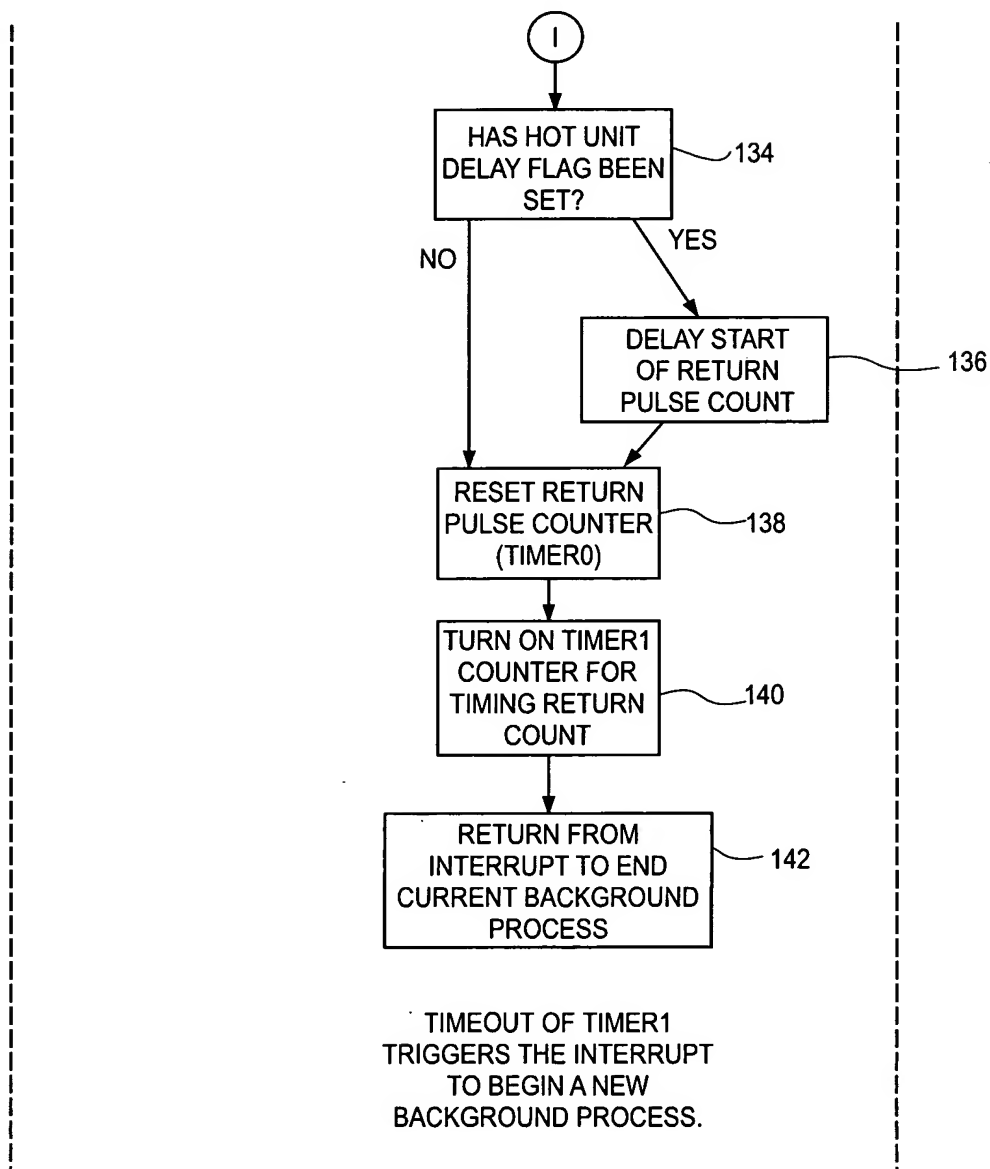 I
HAS HOT UNIT
DELAY FLAG BEEN
SET?
134
NO
YES
DELAY START
OF RETURN
PULSE COUNT
136
RESET RETURN
PULSE COUNTER
(TIMER0)
138
TURN ON TIMER1
COUNTER FOR
TIMING RETURN
COUNT
140
RETURN FROM
INTERRUPT TO END
CURRENT BACKGROUND
PROCESS
142
TIMEOUT OF TIMER1
TRIGGERS THE INTERRUPT
TO BEGIN A NEW
BACKGROUND PROCESS.